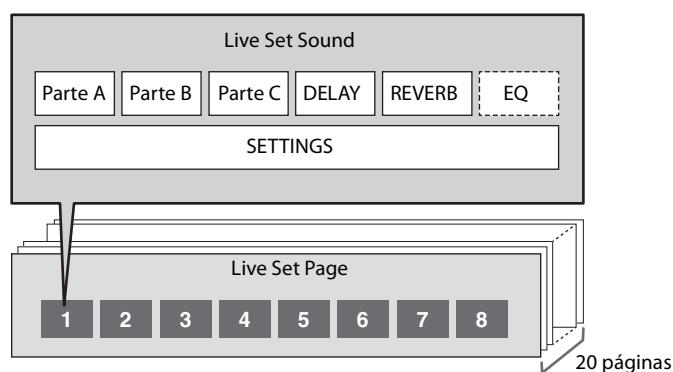 Live Set Sound
Parte A Parte B Parte C DELAY REVERB EQ
SETTINGS
Live Set Page
1 2 3 4 5 6 7 8
20 páginas